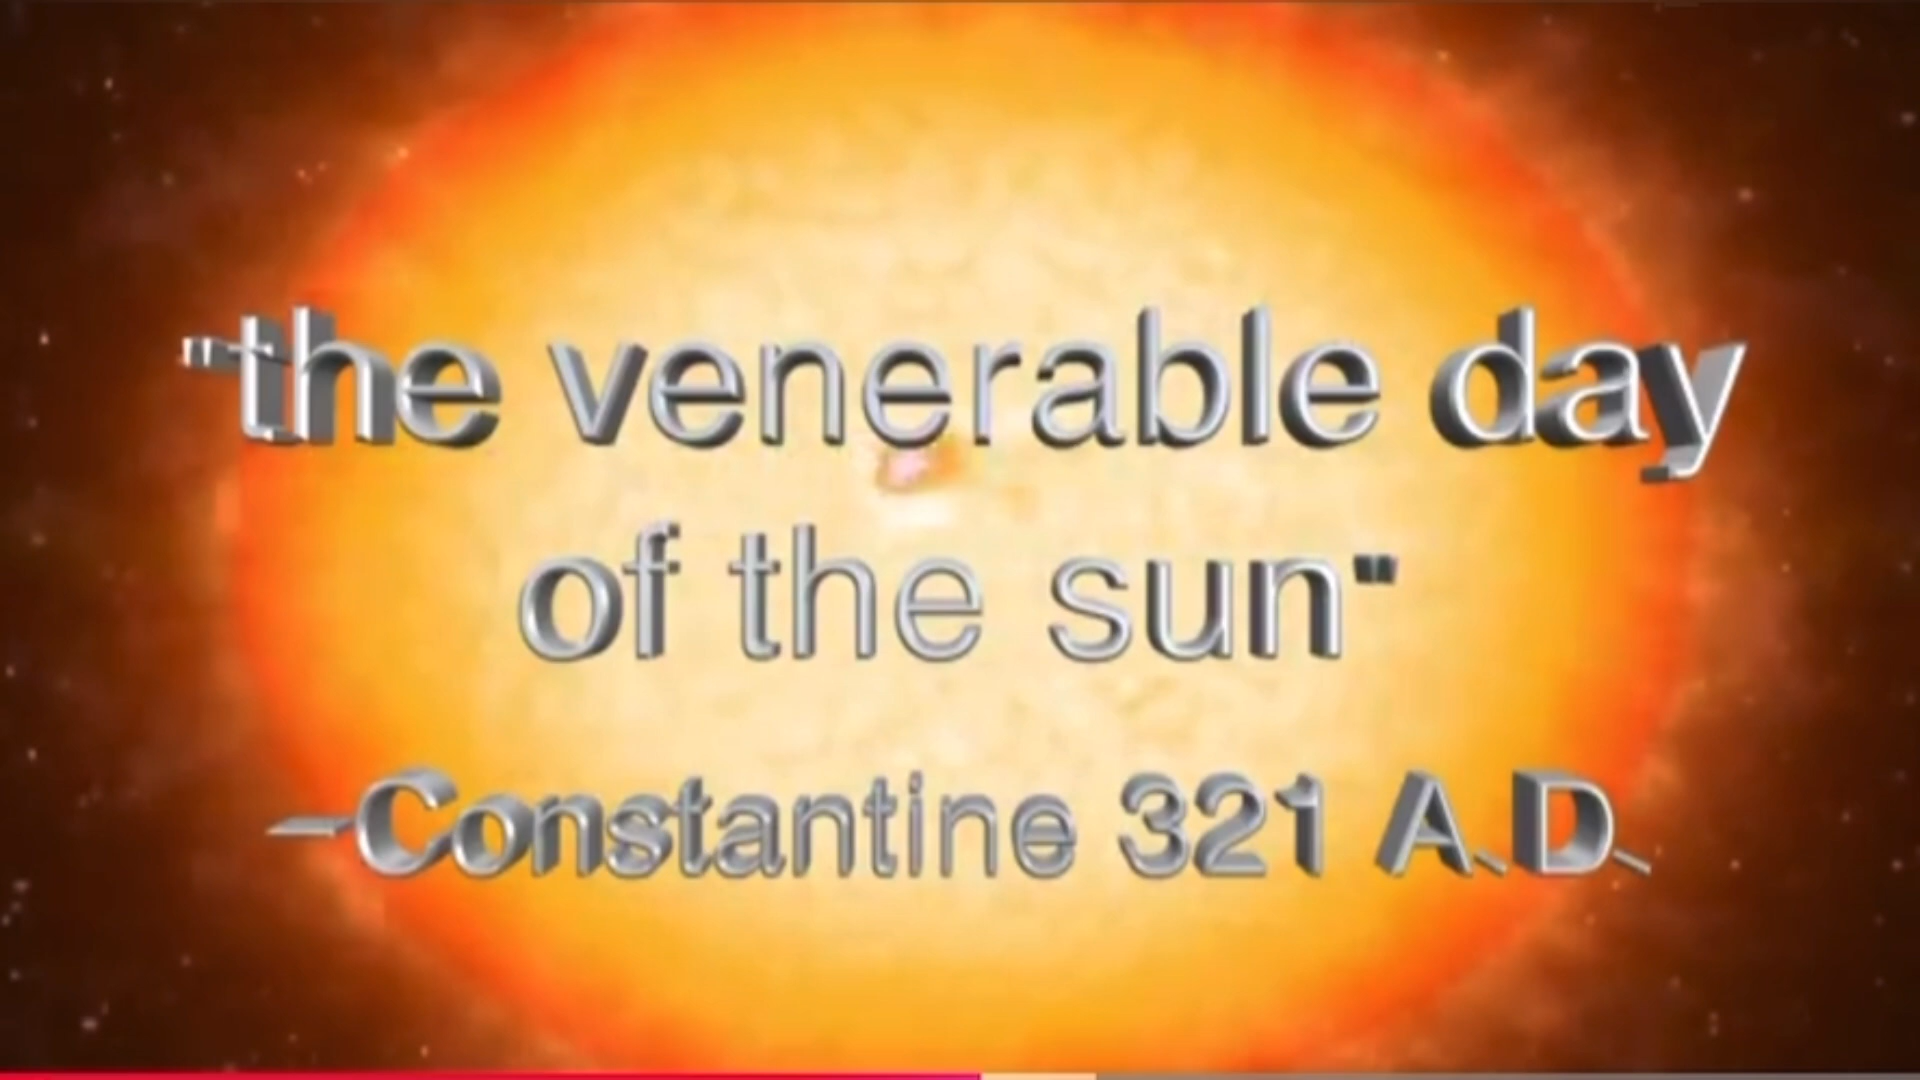 "the venerable day
of the sun"
-Constantine 321 A.D.